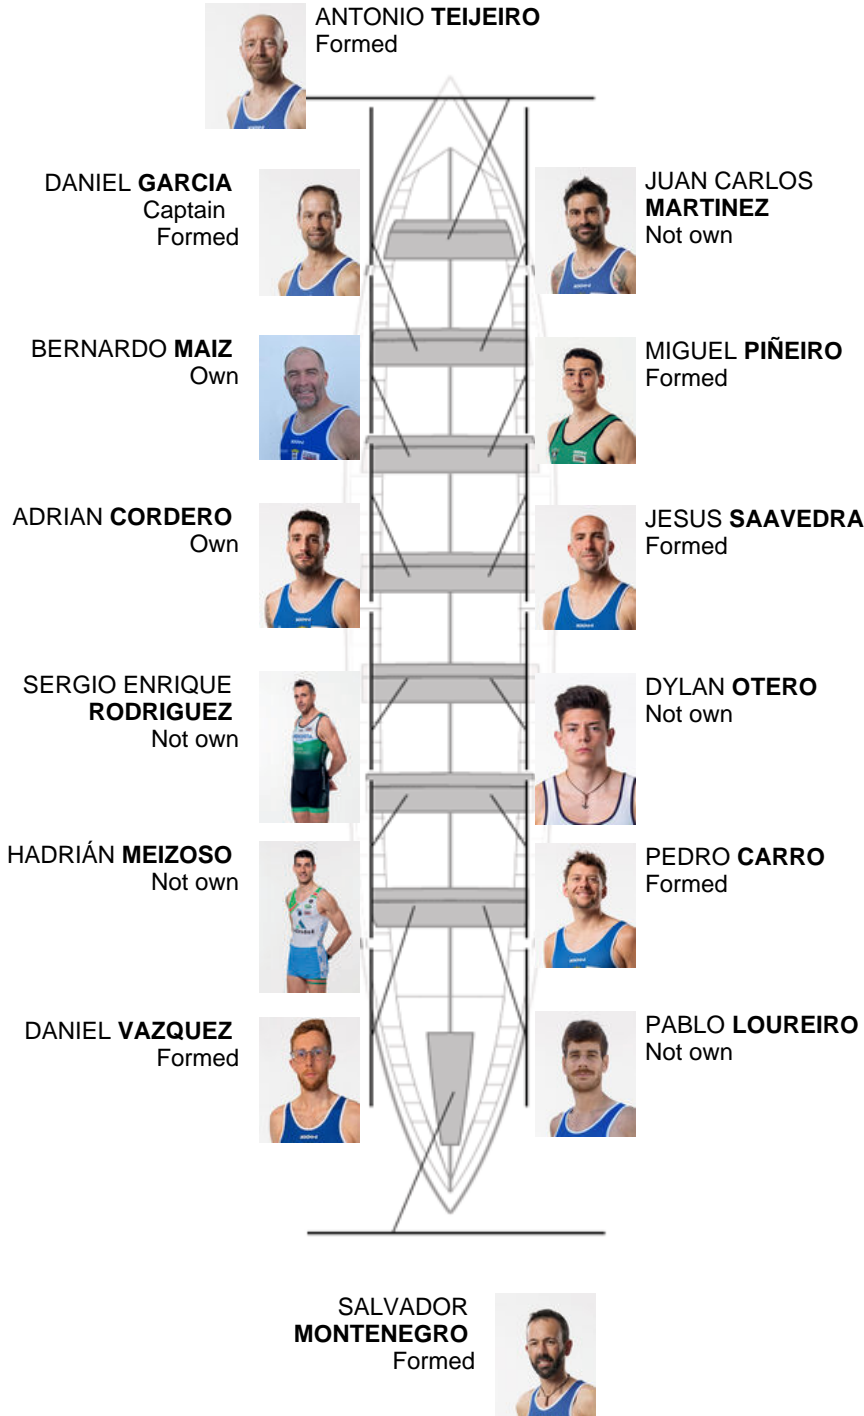 ANTONIO TEIJEIRO
Formed
DANIEL GARCIA
Captain
Formed
JUAN CARLOS
MARTINEZ
Not own
BERNARDO MAIZ
Own
MIGUEL PIÑEIRO
Formed
ADRIAN CORDERO
Own
JESUS SAAVEDRA
Formed
SERGIO ENRIQUE
RODRIGUEZ
Not own
DYLAN OTERO
Not own
HADRIÁN MEIZOSO
Not own
PEDRO CARRO
Formed
DANIEL VAZQUEZ
Formed
PABLO LOUREIRO
Not own
SALVADOR
MONTENEGRO
Formed